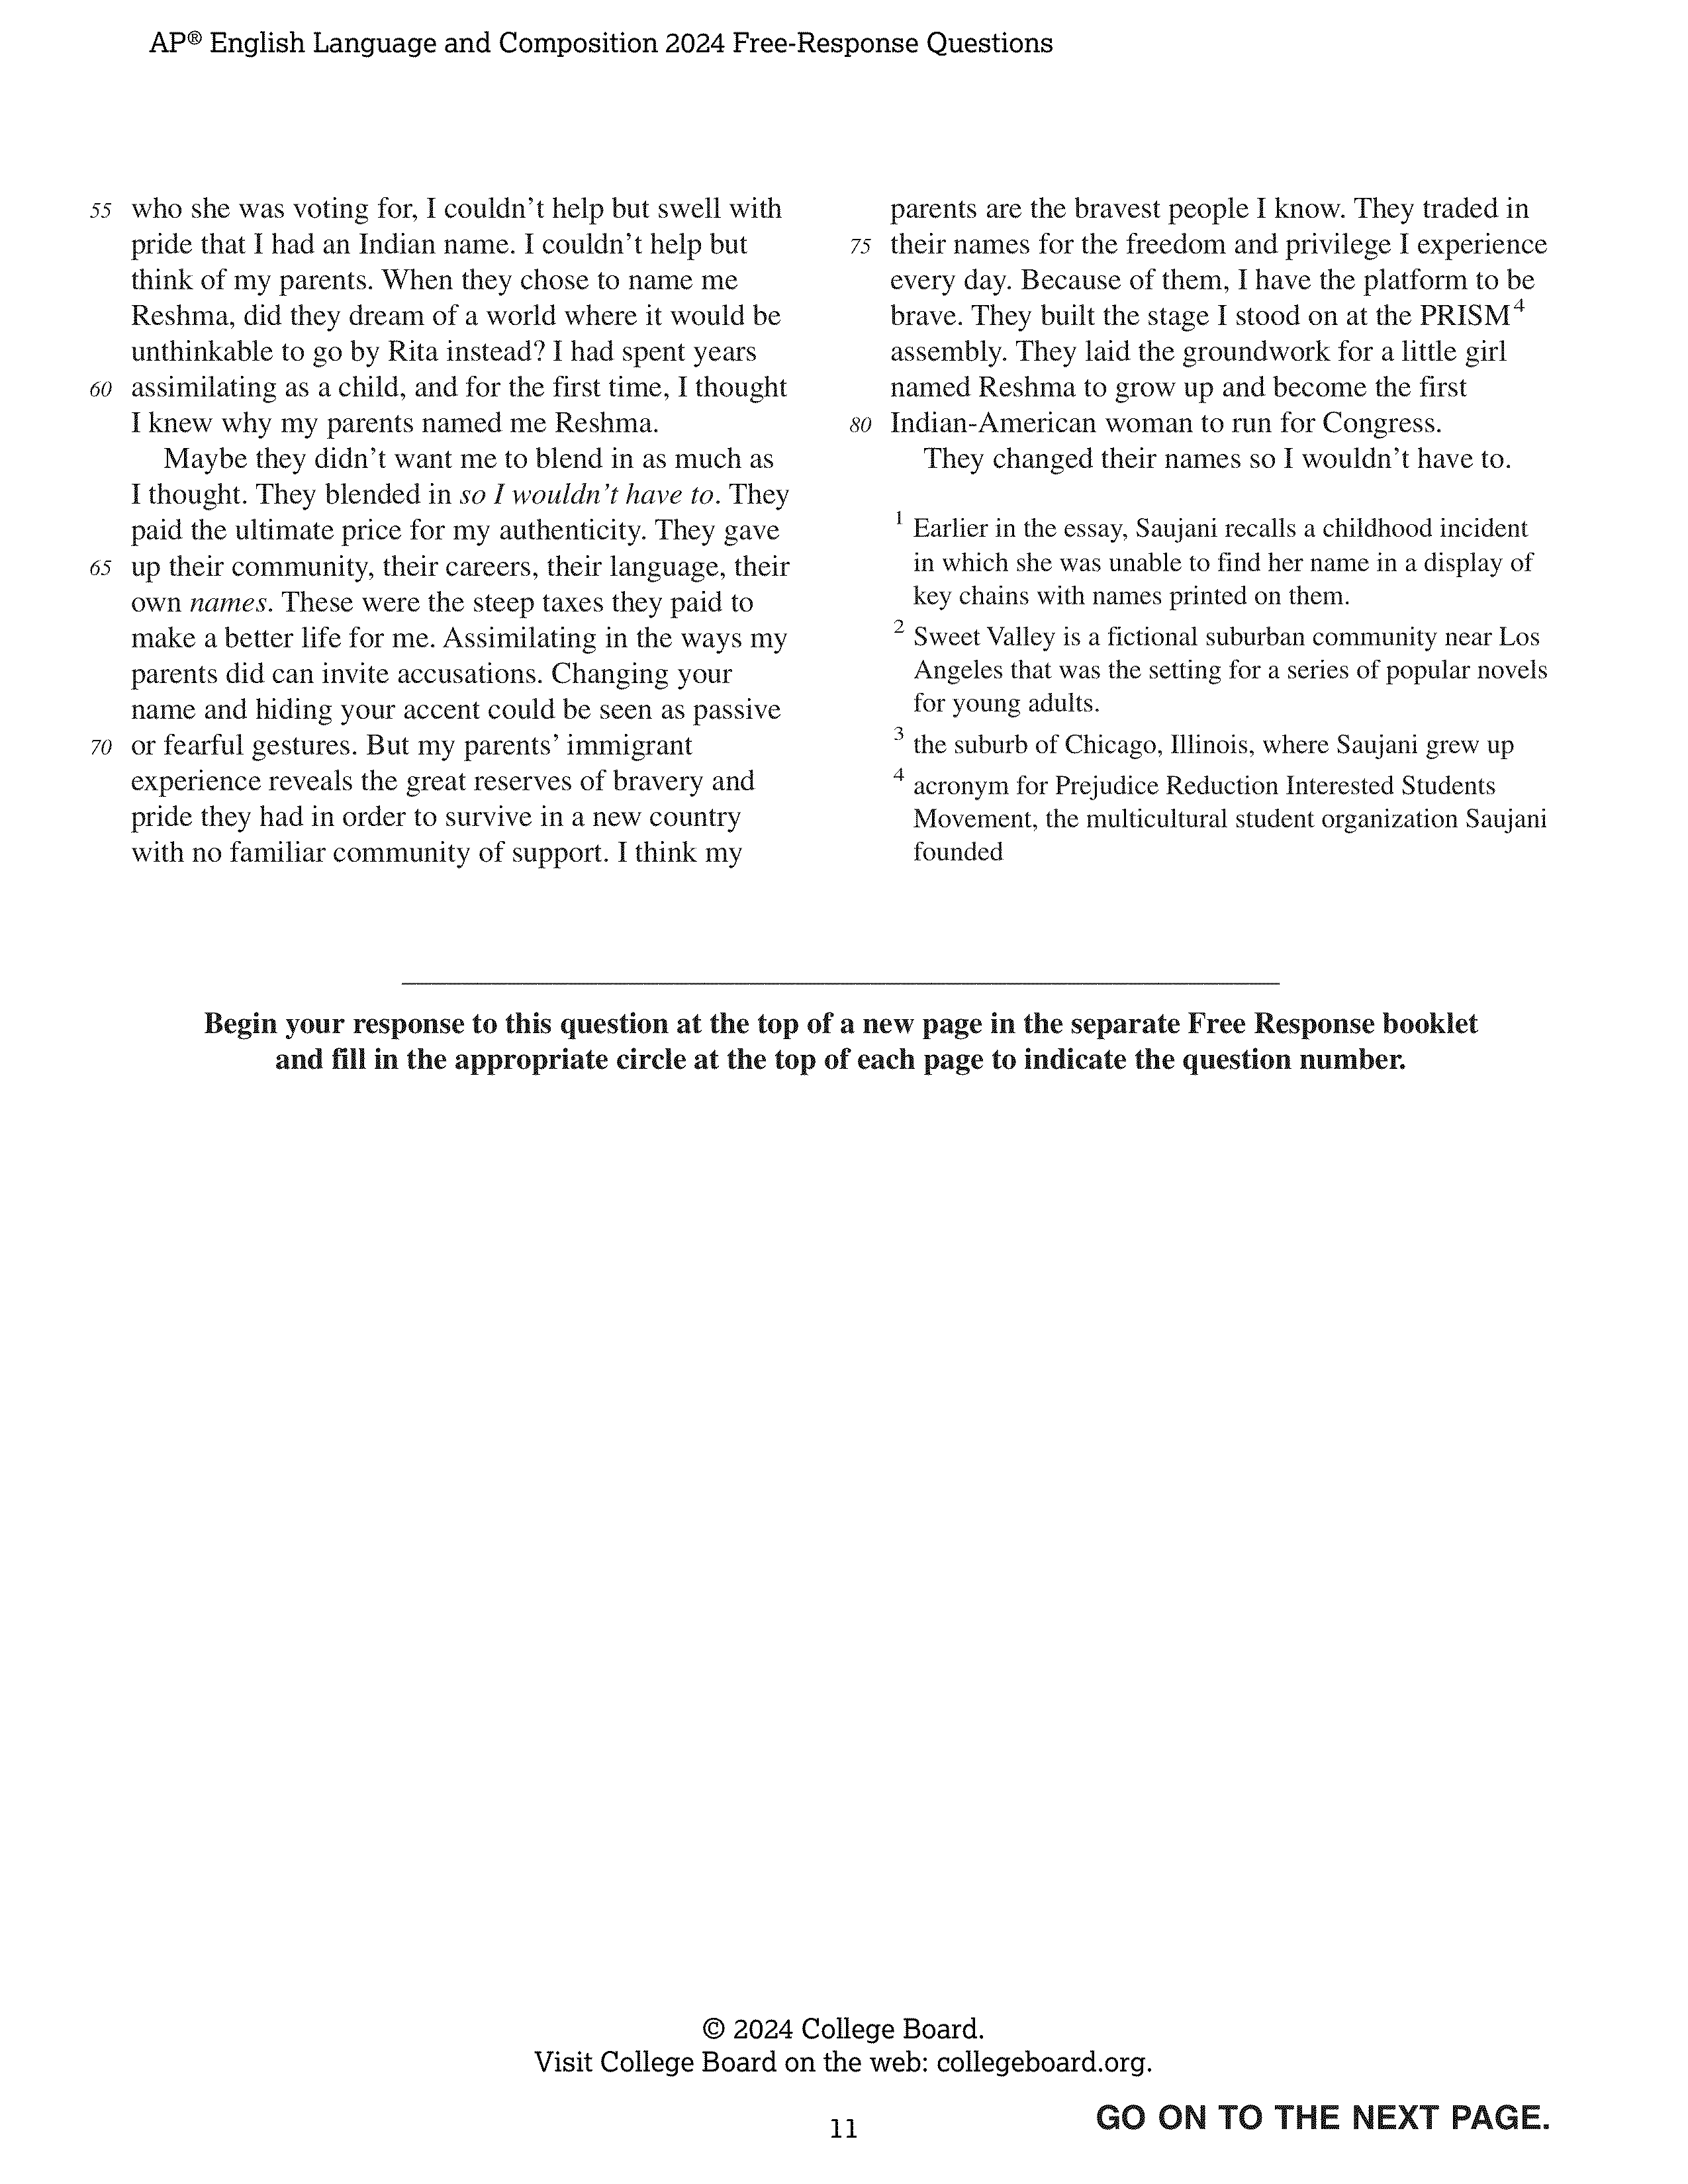 AP® English Language and Composition 2024 Free-Response Questions
55 who she was voting for, I couldn't help but swell with
pride that I had an Indian name. I couldn't help but
think of my parents. When they chose to name me
Reshma, did they dream of a world where it would be
unthinkable to go by Rita instead? I had spent years
60 assimilating as a child, and for the first time, I thought
I knew why my parents named me Reshma.
Maybe they didn't want me to blend in as much as
I thought. They blended in so I wouldn't have to. They
paid the ultimate price for my authenticity. They gave
65 up their community, their careers, their language, their
own names. These were the steep taxes they paid to
make a better life for me. Assimilating in the ways my
parents did can invite accusations. Changing your
name and hiding your accent could be seen as passive
70 or fearful gestures. But my parents' immigrant
experience reveals the great reserves of bravery and
pride they had in order to survive in a new country
with no familiar community of support. I think my
parents are the bravest people I know. They traded in
75 their names for the freedom and privilege I experience
every day. Because of them, I have the platform to be
brave. They built the stage I stood on at the PRISM4
assembly. They laid the groundwork for a little girl
named Reshma to grow up and become the first
80 Indian-American woman to run for Congress.
They changed their names so I wouldn't have to.
1 Earlier in the essay, Saujani recalls a childhood incident
in which she was unable to find her name in a display of
key chains with names printed on them.
2 Sweet Valley is a fictional suburban community near Los
Angeles that was the setting for a series of popular novels
for young adults.
3 the suburb of Chicago, Illinois, where Saujani grew up
4 acronym for Prejudice Reduction Interested Students
Movement, the multicultural student organization Saujani
founded
Begin your response to this question at the top of a new page in the separate Free Response booklet
and fill in the appropriate circle at the top of each page to indicate the question number.
© 2024 College Board.
Visit College Board on the web: collegeboard.org.
11
GO ON TO THE NEXT PAGE.